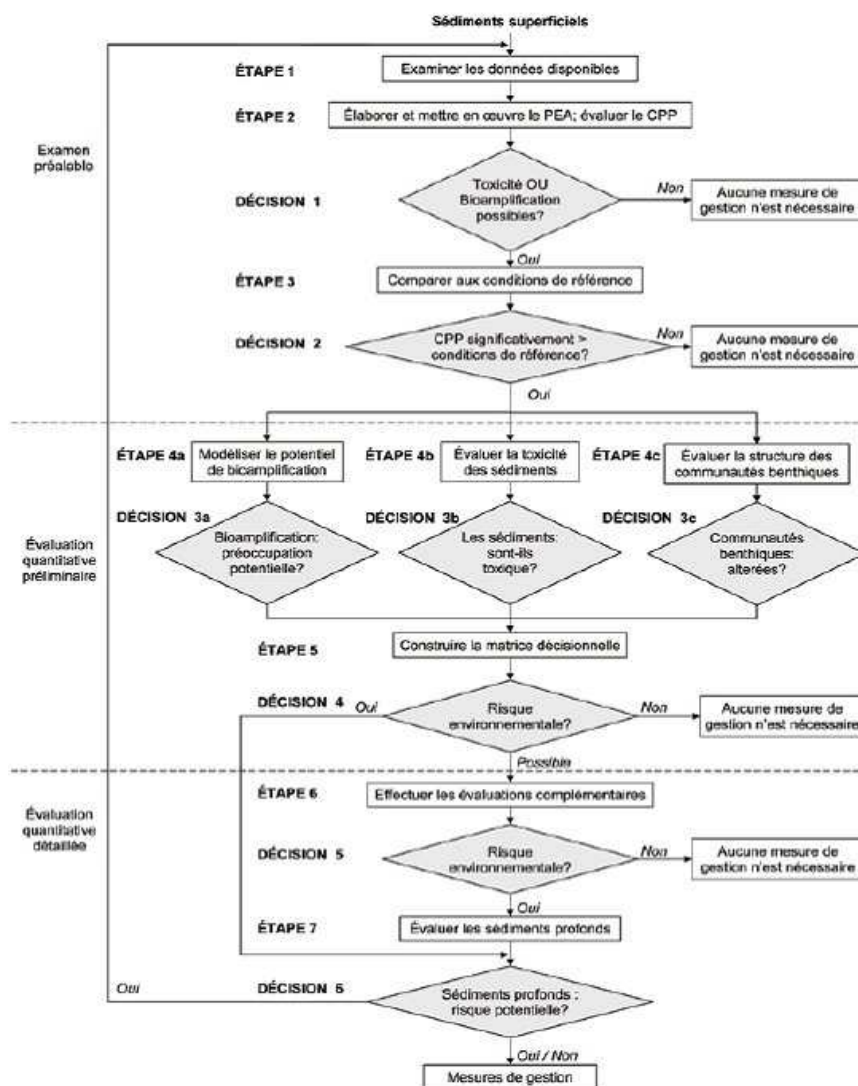 Sédiments superficiels
ÉTAPE 1
Examiner les données disponibles
ÉTAPE 2
Élaborer et mettre en œuvre le PEA; évaluer le CPP
Examen
préalable
DÉCISION 1
Toxicité OU
Bioamplification
possibles?
Non
Aucune mesure de
gestion n'est nécessaire
Oui
ÉTAPE 3
Comparer aux conditions de référence
DÉCISION 2
CPP significativement >
conditions de référence?
Non
Aucune mesure de
gestion n'est nécessaire
Oui
ÉTAPE 4a
Modéliser le potentiel
de bioamplification
ÉTAPE 4b
Évaluer la toxicité
des sédiments
ÉTAPE 4c
Évaluer la structure des
communautés benthiques
Évaluation
quantitative
préliminaire
DÉCISION 3a
Bioamplification:
préoccupation
potentielle?
DÉCISION 3b
Les sédiments:
sont-ils
toxique?
DÉCISION 3c
Communautés
benthiques:
alterées?
ÉTAPE 5
Construire la matrice décisionnelle
DÉCISION 4
Oui
Risque
environnementale?
Non
Aucune mesure de
gestion n'est nécessaire
Possible
Évaluation
quantitative
détaillée
ÉTAPE 6
Effectuer les évaluations complémentaires
DÉCISION 5
Risque
environnementale?
Non
Aucune mesure de
gestion n'est nécessaire
Oui
ÉTAPE 7
Évaluer les sédiments profonds
Oui
DÉCISION 6
Sédiments profonds :
risque potentielle?
Oui / Non
Mesures de gestion